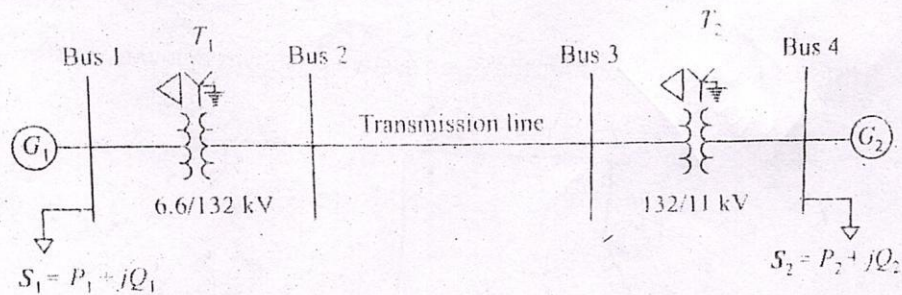 T₁
T₂
Bus 1
Bus 2
Bus 3
Bus 4
G₁
Transmission line
G₂
6.6/132 kV
132/11 kV
S₁ = P₁ + jQ₁
S₂ = P₂ + jQ₂